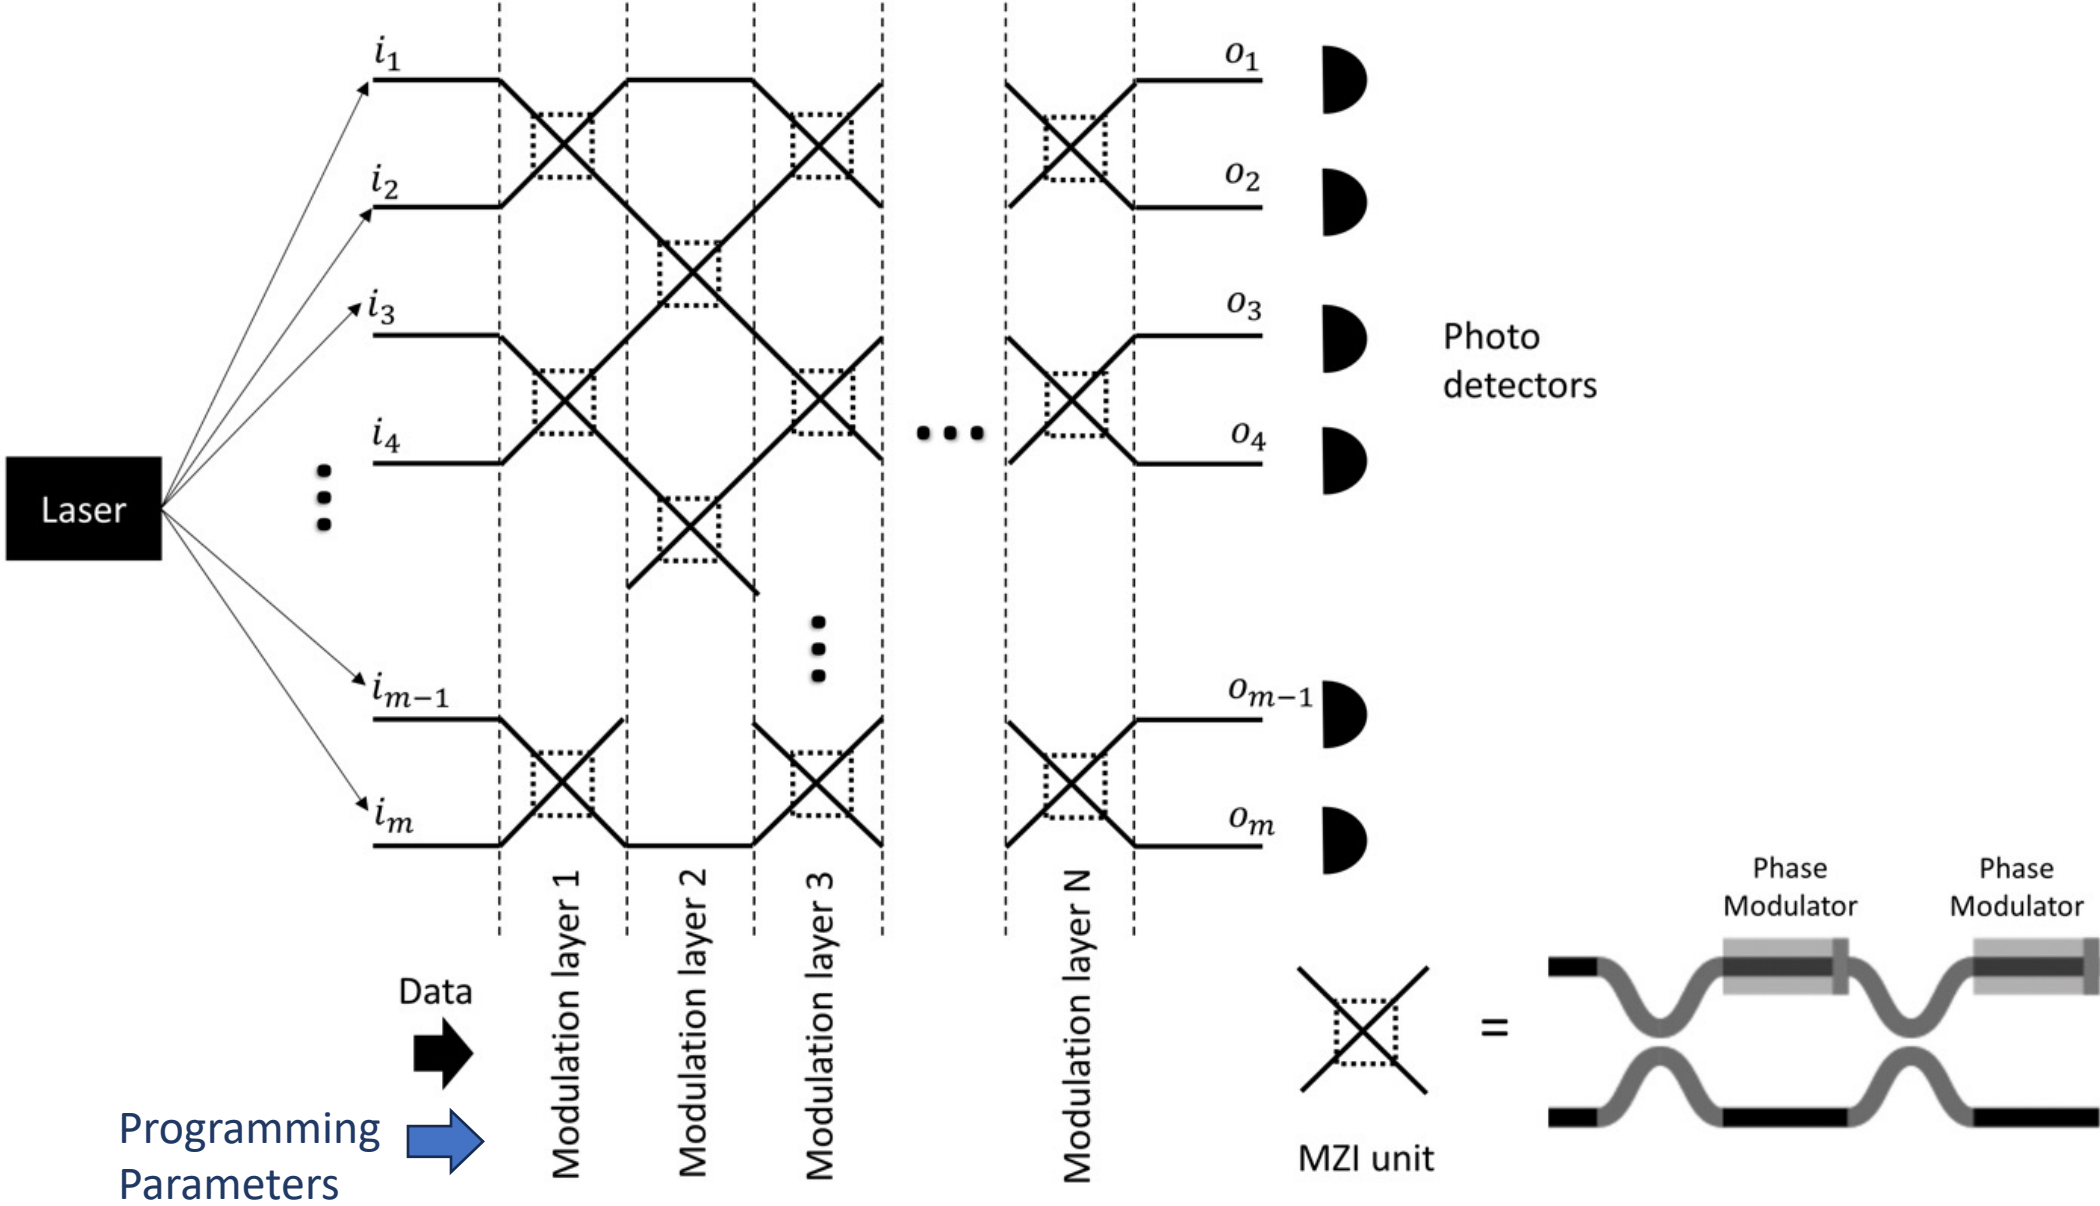 i₁
i₂
i₃
i₄
iₘ₋₁
iₘ
Laser
o₁
o₂
o₃
o₄
oₘ₋₁
oₘ
Photo
detectors
Modulation layer 1
Modulation layer 2
Modulation layer 3
Modulation layer N
Data
Programming
Parameters
MZI unit
=
Phase
Modulator
Phase
Modulator